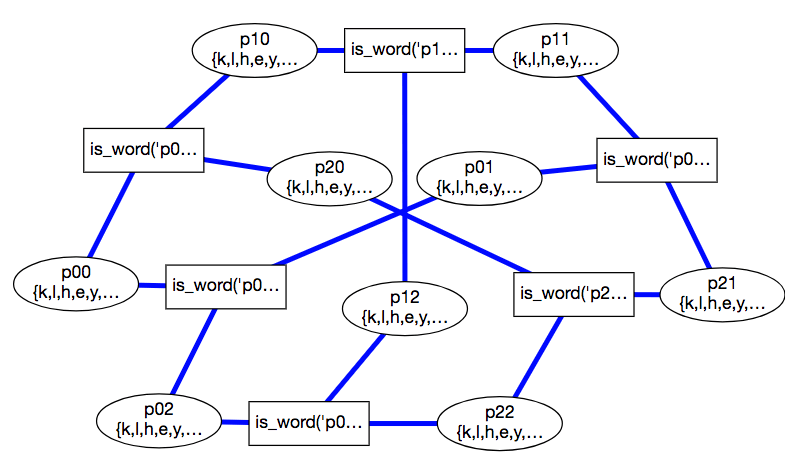 p10
{k,l,h,e,y,...
is_word('p1...
p11
{k,l,h,e,y,...
is_word('p0...
p20
{k,l,h,e,y,...
p01
{k,l,h,e,y,...
is_word('p0...
p00
{k,l,h,e,y,...
is_word('p0...
p12
{k,l,h,e,y,...
is_word('p2...
p21
{k,l,h,e,y,...
p02
{k,l,h,e,y,...
is_word('p0...
p22
{k,l,h,e,y,...